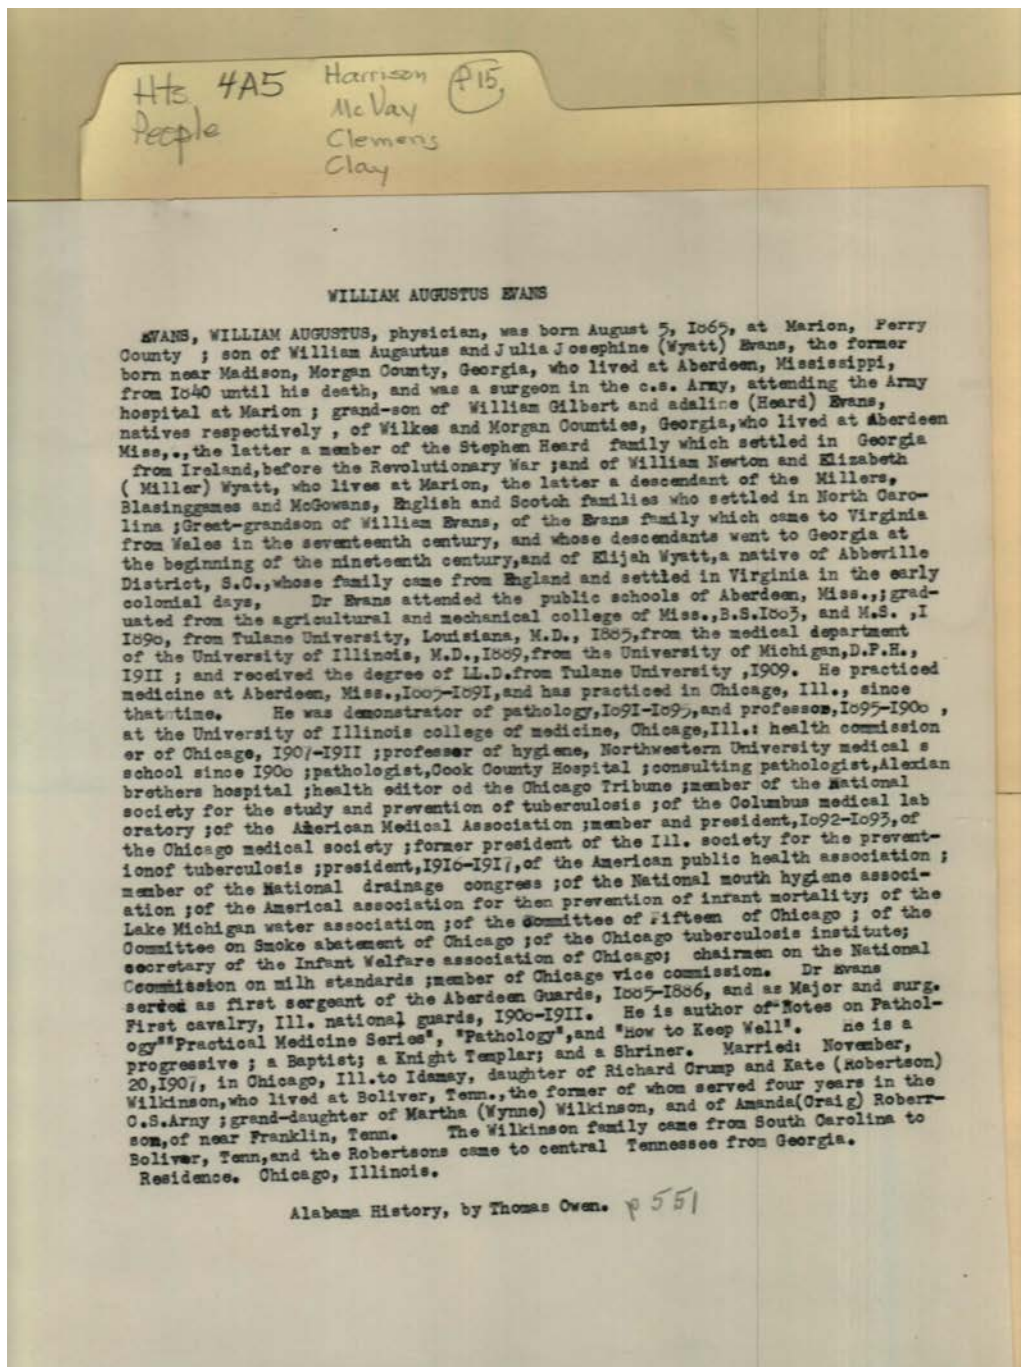 Hts 4A5 Harrison P15
People McVay
Clemens
Clay
WILLIAM AUGUSTUS EVANS
EVANS, WILLIAM AUGUSTUS, physician, was born August 5, I865, at Marion, Perry
County ; son of William Augautus and Julia Josephine (Wyatt) Evans, the former
born near Madison, Morgan County, Georgia, who lived at Aberdeen, Mississippi,
from I840 until his death, and was a surgeon in the c.s. Army, attending the Army
hospital at Marion ; grand-son of William Gilbert and adaline (Heard) Evans,
natives respectively , of Wilkes and Morgan Counties, Georgia,who lived at Aberdeen
Miss,.,the latter a member of the Stephen Heard family which settled in Georgia
from Ireland,before the Revolutionary War ;and of William Newton and Elizabeth
( Miller) Wyatt, who lives at Marion, the latter a descendant of the Millers,
Blasinggames and McGowans, English and Scotch families who settled in North Caro-
lina ;Great-grandson of William Evans, of the Evans family which came to Virginia
from Wales in the seventeenth century, and whose descendants went to Georgia at
the beginning of the nineteenth century,and of Elijah Wyatt,a native of Abbeville
District, S.C.,whose family came from England and settled in Virginia in the early
colonial days, Dr Evans attended the public schools of Aberdeen, Miss.,;grad-
uated from the agricultural and mechanical college of Miss.,B.S.I883, and M.S. ,I
I890, from Tulane University, Louisiana, M.D., I885,from the medical department
of the University of Illinois, M.D.,I889,from the University of Michigan,D.P.H.,
I9II ; and received the degree of LL.D.from Tulane University ,I909. He practiced
medicine at Aberdeen, Miss.,I885-I89I,and has practiced in Chicago, Ill., since
that time. He was demonstrator of pathology,I89I-I895,and professor,I895-I908 ,
at the University of Illinois college of medicine, Chicago,Ill.: health commission
er of Chicago, I907-I9II ;professer of hygiene, Northwestern University medical s
school since I908 ;pathologist,Cook County Hospital ;consulting pathologist,Alexian
brothers hospital ;health editor od the Chicago Tribune ;member of the National
society for the study and prevention of tuberculosis ;of the Columbus medical lab
oratory ;of the American Medical Association ;member and president,I892-I893,of
the Chicago medical society ;former president of the Ill. society for the prevent-
ionof tuberculosis ;president,I9I6-I9I7,of the American public health association ;
member of the National drainage congress ;of the National mouth hygiene associ-
ation ;of the Americal association for then prevention of infant mortality; of the
Lake Michigan water association ;of the Committee of Fifteen of Chicago ; of the
Committee on Smoke abatement of Chicago ;of the Chicago tuberculosis institute;
secretary of the Infant Welfare association of Chicago; chairmen on the National
Ccommission on milh standards ;member of Chicago vice commission. Dr Evans
serted as first sergeant of the Aberdeen Guards, I885-I886, and as Major and surg.
First cavalry, Ill. national guards, I908-I9II. He is author of"Notes on Pathol-
ogy""Practical Medicine Series", "Pathology",and "How to Keep Well". He is a
progressive ; a Baptist; a Knight Templar; and a Shriner. Married: November,
20,I907, in Chicago, Ill.to Idamay, daughter of Richard Crump and Kate (Robertson)
Wilkinson,who lived at Boliver, Tenn.,the former of whom served four years in the
C.S.Army ;grand-daughter of Martha (Wynne) Wilkinson, and of Amanda(Craig) Roberr-
son,of near Franklin, Tenn. The Wilkinson family came from South Carolina to
Boliver, Tenn,and the Robertsons came to central Tennessee from Georgia.
Residence. Chicago, Illinois.
Alabama History, by Thomas Owen. p 551